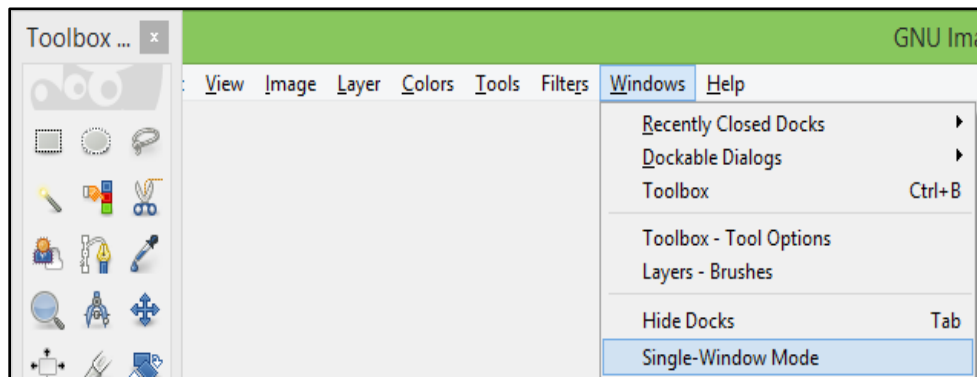 Toolbox ... x
GNU Ima
View Image Layer Colors Tools Filters Windows Help
Recently Closed Docks
Dockable Dialogs
Toolbox Ctrl+B
Toolbox - Tool Options
Layers - Brushes
Hide Docks Tab
Single-Window Mode